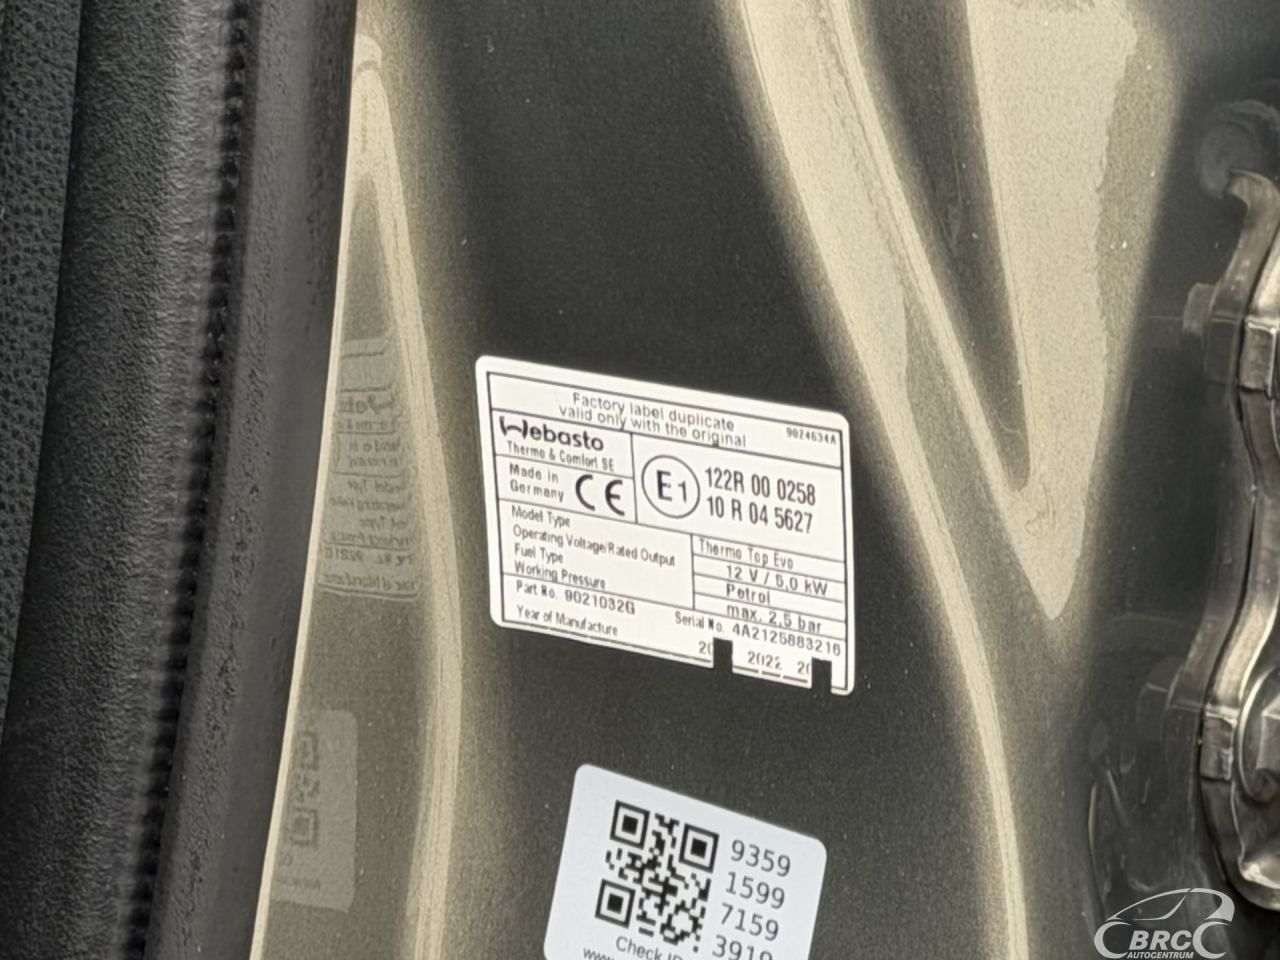 Factory label duplicate
valid only with the original
9024634A
Webasto
Thermo & Comfort SE
Made in
Germany
CE
E1
122R 00 0258
10 R 04 5627
Model Type
Thermo Top Evo
Operating Voltage/Rated Output
12 V / 5,0 kW
Fuel Type
Petrol
Working Pressure
max. 2,5 bar
Part No. 9021032G
Serial No. 4A2125883216
Year of Manufacture
2022
9359
1599
7159
3910
Check
www.
BRC
AUTOCENTRUM